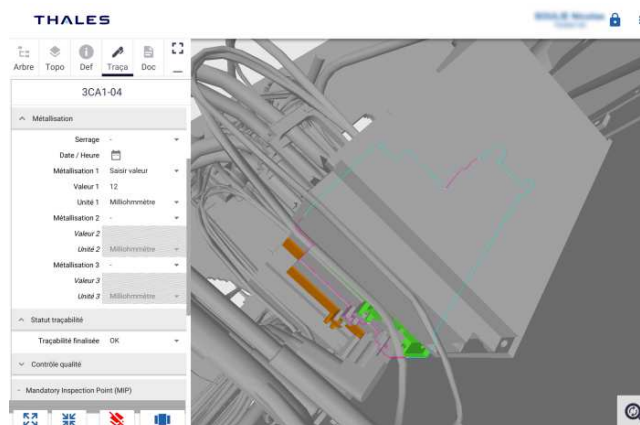 THALES
Arbre Topo Def Traça Doc
3CA1-04
Métallisation
Serrage -
Date / Heure
Métallisation 1 Saisir valeur
Valeur 1 12
Unité 1 Milliohmmètre
Métallisation 2 -
Valeur 2
Unité 2 Milliohmmètre
Métallisation 3 -
Valeur 3
Unité 3 Milliohmmètre
Statut traçabilité
Traçabilité finalisée OK
Contrôle qualité
- Mandatory Inspection Point (MIP)